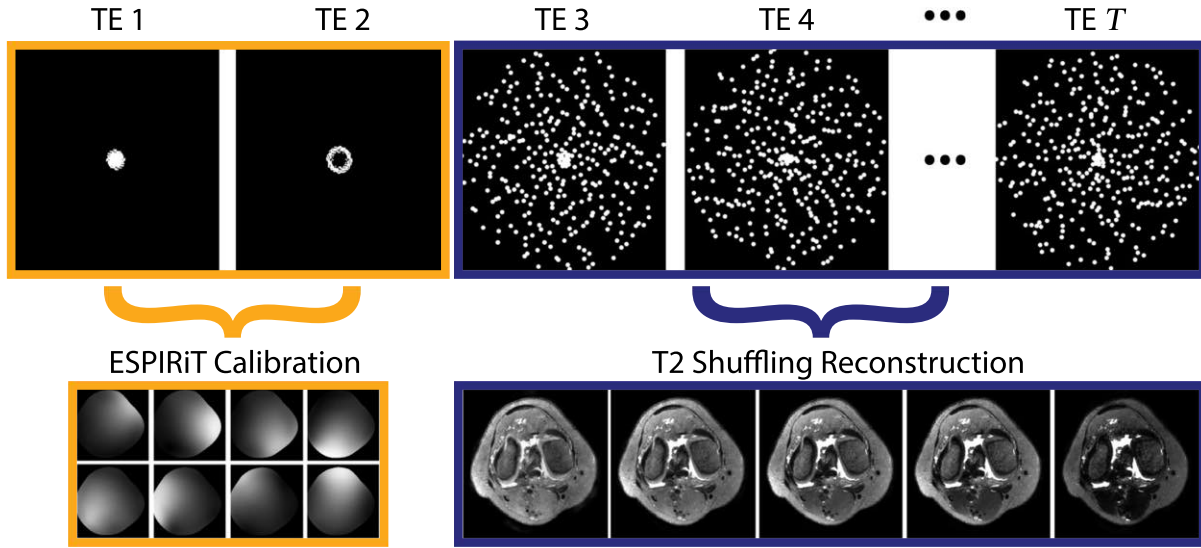 TE 1 TE 2 TE 3 TE 4 ••• TE T
•••
ESPIRiT Calibration T2 Shuffling Reconstruction